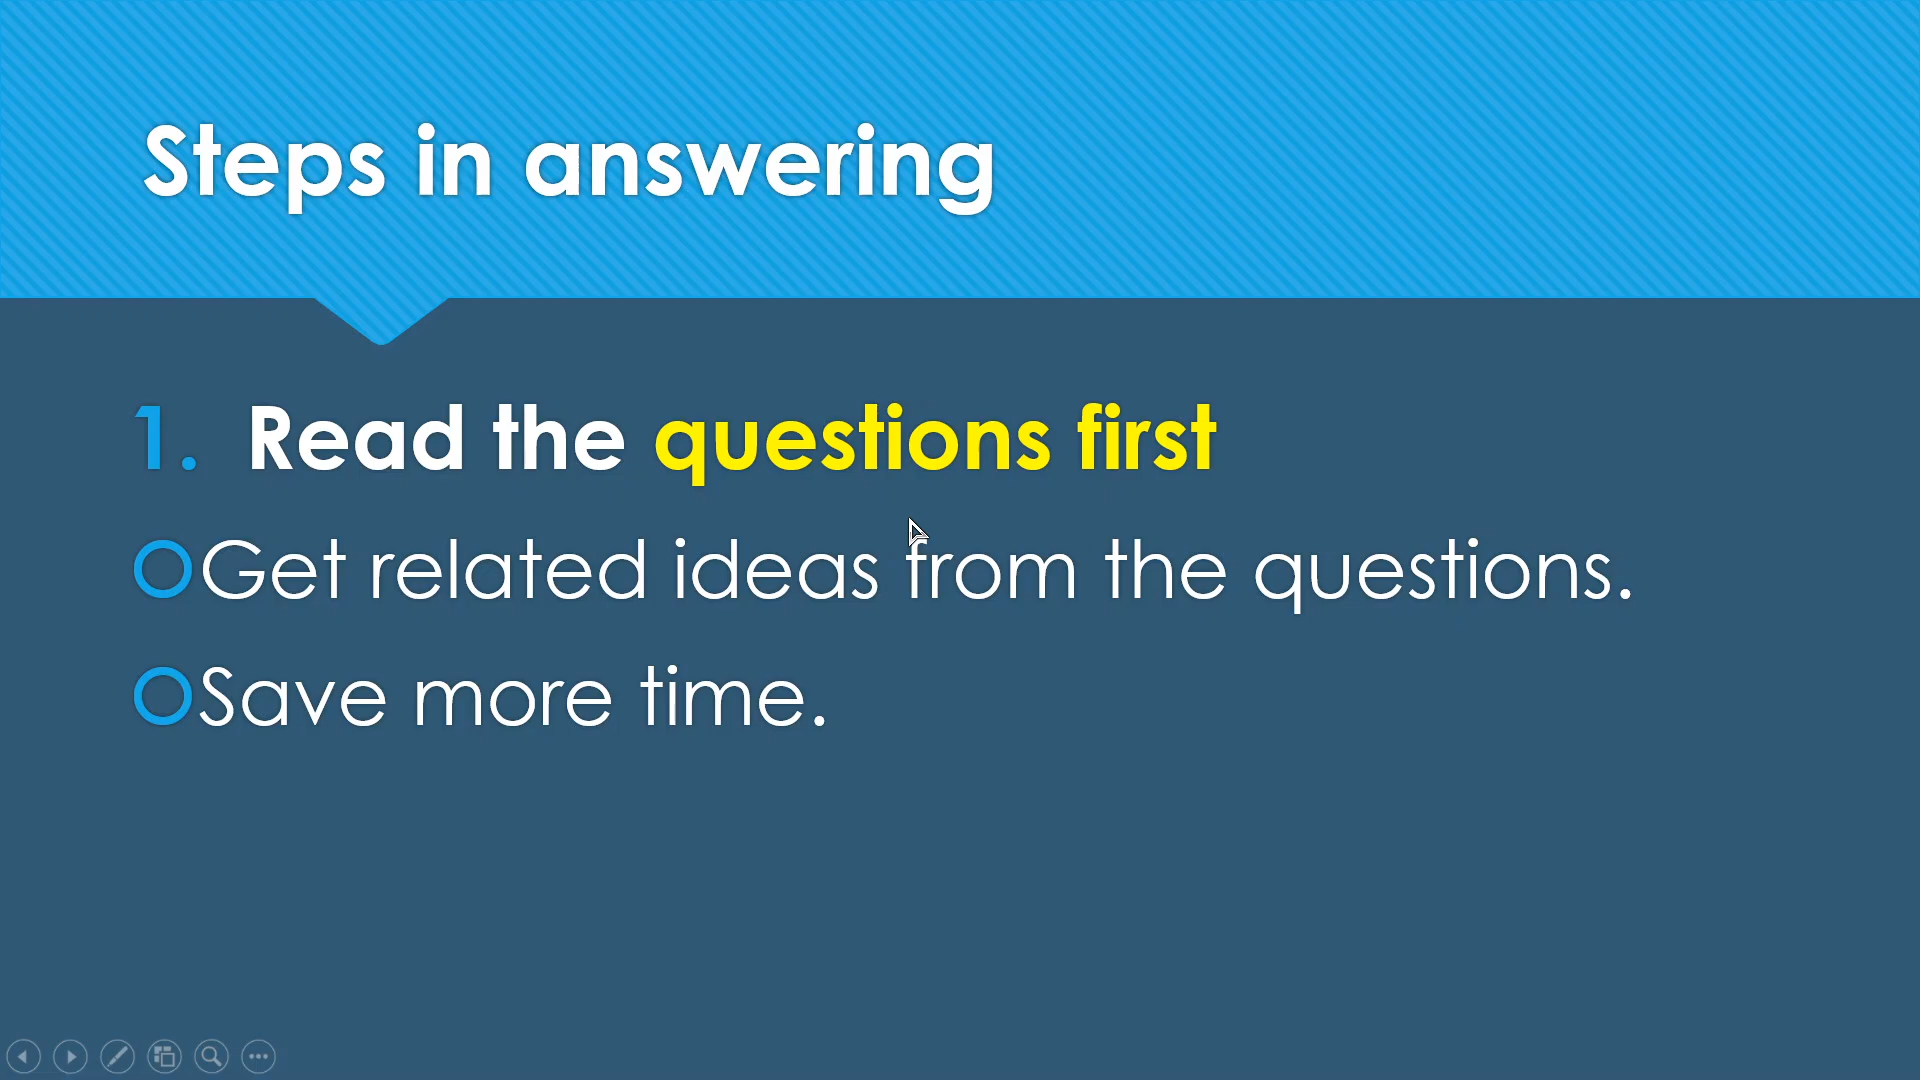 Steps in answering
1. Read the questions first
Get related ideas from the questions.
Save more time.